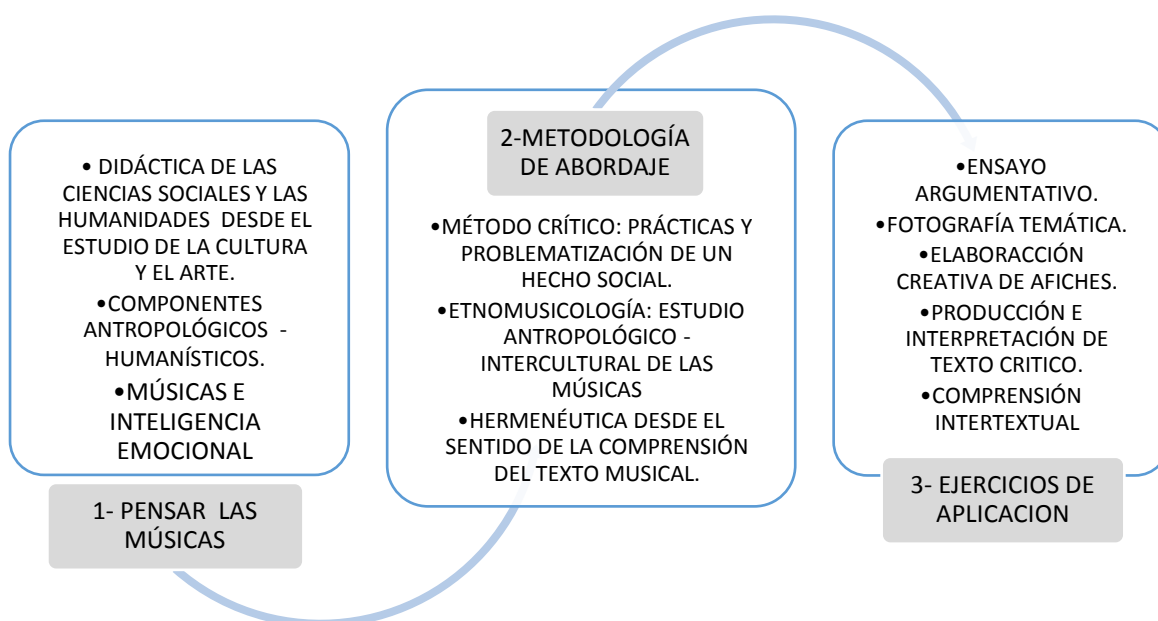 • DIDÁCTICA DE LAS
CIENCIAS SOCIALES Y LAS
HUMANIDADES DESDE EL
ESTUDIO DE LA CULTURA
Y EL ARTE.
•COMPONENTES
ANTROPOLÓGICOS -
HUMANÍSTICOS.
•MÚSICAS E
INTELIGENCIA
EMOCIONAL
1- PENSAR LAS
MÚSICAS
2-METODOLOGÍA
DE ABORDAJE
•MÉTODO CRÍTICO: PRÁCTICAS Y
PROBLEMATIZACIÓN DE UN
HECHO SOCIAL.
•ETNOMUSICOLOGÍA: ESTUDIO
ANTROPOLÓGICO -
INTERCULTURAL DE LAS
MÚSICAS
•HERMENÉUTICA DESDE EL
SENTIDO DE LA COMPRENSIÓN
DEL TEXTO MUSICAL.
•ENSAYO
ARGUMENTATIVO.
•FOTOGRAFÍA TEMÁTICA.
•ELABORACCIÓN
CREATIVA DE AFICHES.
•PRODUCCIÓN E
INTERPRETACIÓN DE
TEXTO CRITICO.
•COMPRENSIÓN
INTERTEXTUAL
3- EJERCICIOS DE
APLICACION